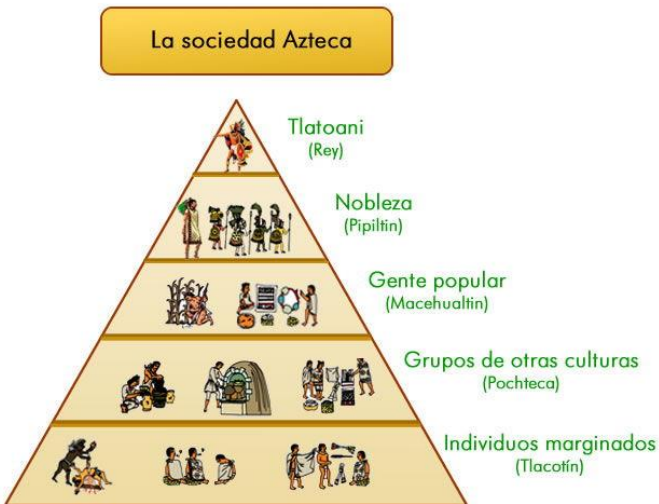 La sociedad Azteca
Tlatoani
(Rey)
Nobleza
(Pipiltin)
Gente popular
(Macehualtin)
Grupos de otras culturas
(Pochteca)
Individuos marginados
(Tlacotín)